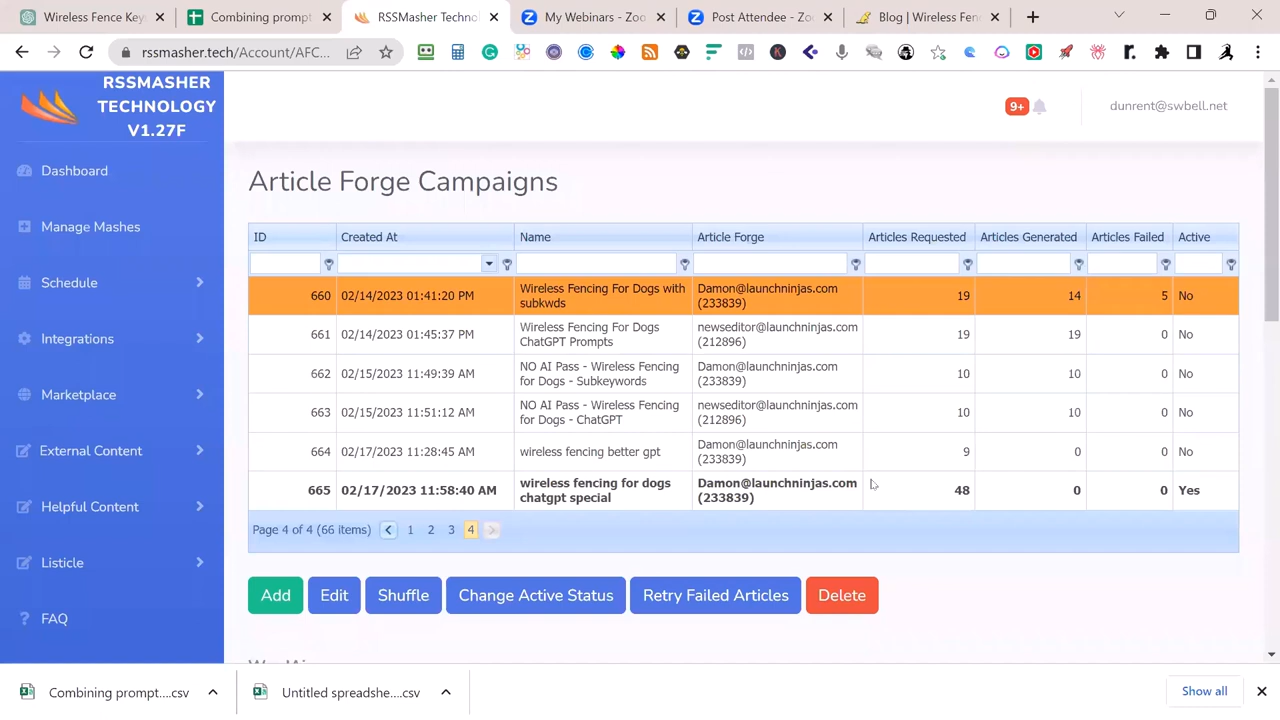 Wireless Fence Key
Combining prompt
RSSMasher Techno
My Webinars - Zoo
Post Attendee - Zo
Blog | Wireless Fen
rssmasher.tech/Account/AFC...
RSSMASHER
TECHNOLOGY
V1.27F
9+
dunrent@swbell.net
Dashboard
Manage Mashes
Schedule
Integrations
Marketplace
External Content
Helpful Content
Listicle
? FAQ
Article Forge Campaigns
ID Created At Name Article Forge Articles Requested Articles Generated Articles Failed Active
660 02/14/2023 01:41:20 PM Wireless Fencing For Dogs with subkwds Damon@launchninjas.com (233839) 19 14 5 No
661 02/14/2023 01:45:37 PM Wireless Fencing For Dogs ChatGPT Prompts newseditor@launchninjas.com (212896) 19 19 0 No
662 02/15/2023 11:49:39 AM NO AI Pass - Wireless Fencing for Dogs - Subkeywords Damon@launchninjas.com (233839) 10 10 0 No
663 02/15/2023 11:51:12 AM NO AI Pass - Wireless Fencing for Dogs - ChatGPT newseditor@launchninjas.com (212896) 10 10 0 No
664 02/17/2023 11:28:45 AM wireless fencing better gpt Damon@launchninjas.com (233839) 9 0 0 No
665 02/17/2023 11:58:40 AM wireless fencing for dogs chatgpt special Damon@launchninjas.com (233839) 48 0 0 Yes
Page 4 of 4 (66 items) 1 2 3 4
Add Edit Shuffle Change Active Status Retry Failed Articles Delete
Combining prompt....csv
Untitled spreadshe....csv
Show all